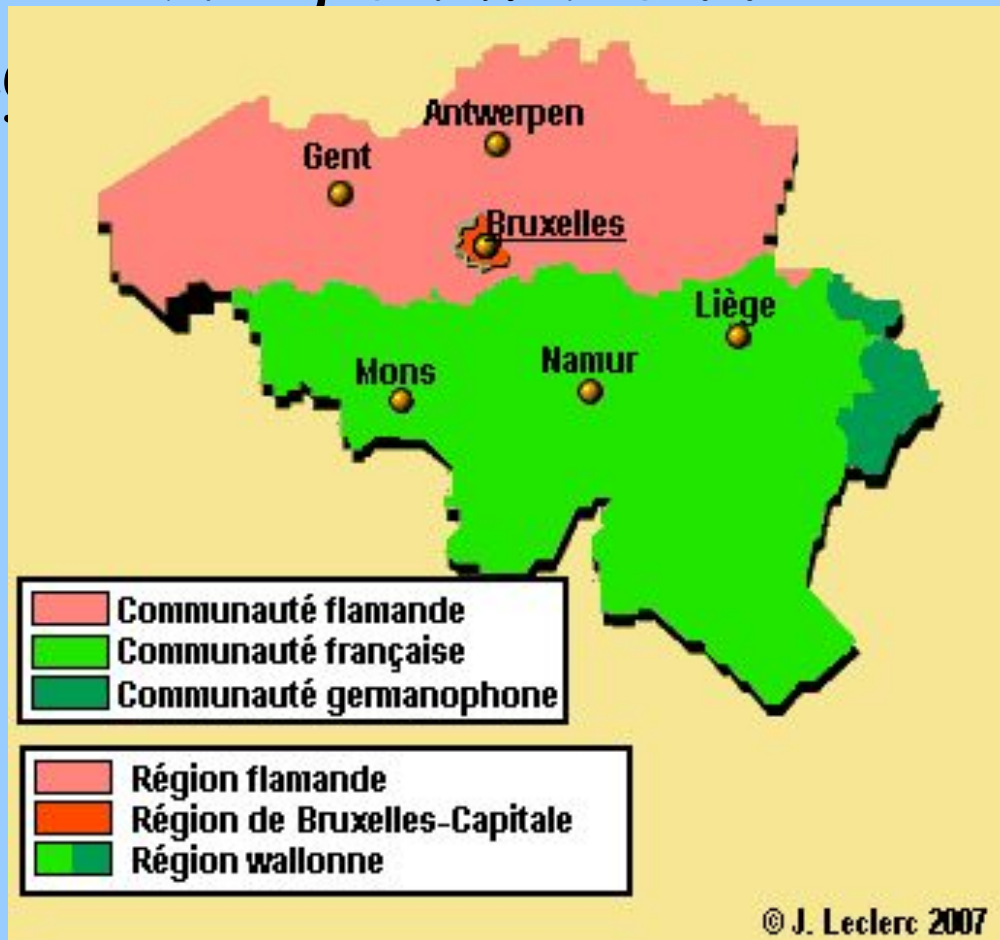 Antwerpen
Gent
Bruxelles
Liège
Namur
Mons
Communauté flamande
Communauté française
Communauté germanophone
Région flamande
Région de Bruxelles-Capitale
Région wallonne
© J. Leclerc 2007